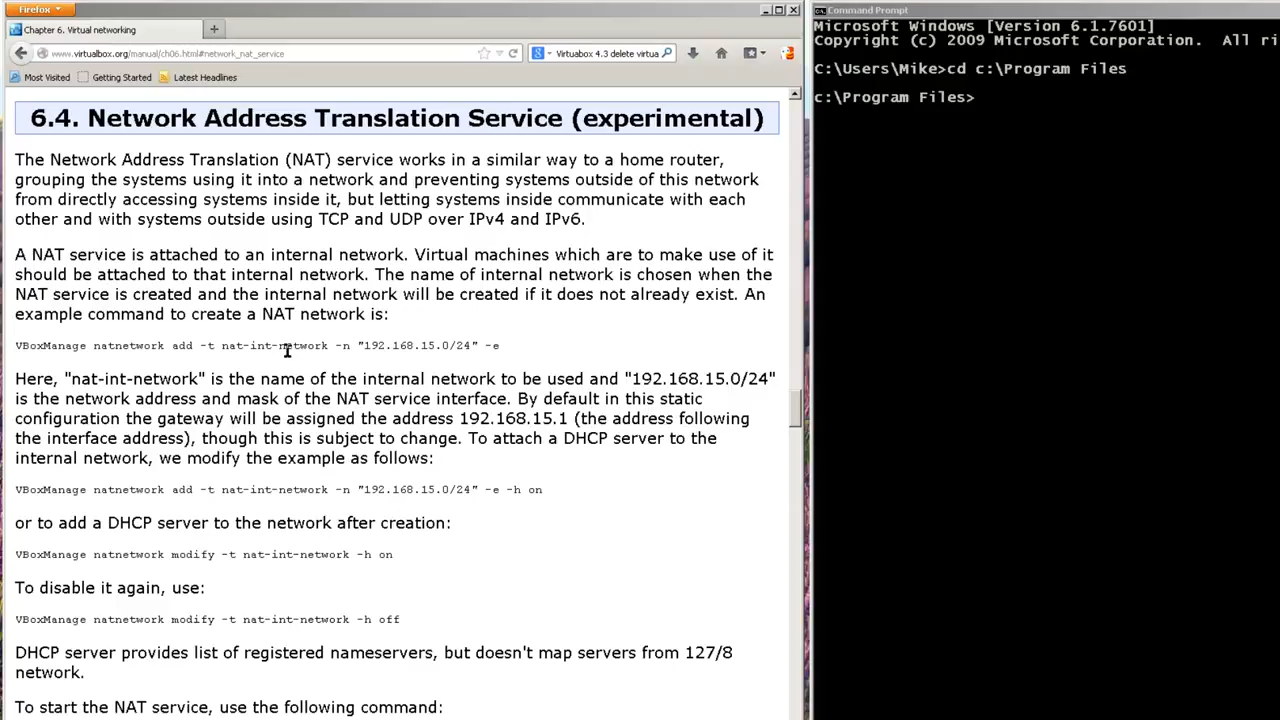 Firefox
Chapter 6. Virtual networking
www.virtualbox.org/manual/ch06.html#network_nat_service
Virtuabox 4.3 delete virtua
Most Visited
Getting Started
Latest Headlines
6.4. Network Address Translation Service (experimental)
The Network Address Translation (NAT) service works in a similar way to a home router,
grouping the systems using it into a network and preventing systems outside of this network
from directly accessing systems inside it, but letting systems inside communicate with each
other and with systems outside using TCP and UDP over IPv4 and IPv6.
A NAT service is attached to an internal network. Virtual machines which are to make use of it
should be attached to that internal network. The name of internal network is chosen when the
NAT service is created and the internal network will be created if it does not already exist. An
example command to create a NAT network is:
VBoxManage natnetwork add -t nat-int-network -n "192.168.15.0/24" -e
Here, "nat-int-network" is the name of the internal network to be used and "192.168.15.0/24"
is the network address and mask of the NAT service interface. By default in this static
configuration the gateway will be assigned the address 192.168.15.1 (the address following
the interface address), though this is subject to change. To attach a DHCP server to the
internal network, we modify the example as follows:
VBoxManage natnetwork add -t nat-int-network -n "192.168.15.0/24" -e -h on
or to add a DHCP server to the network after creation:
VBoxManage natnetwork modify -t nat-int-network -h on
To disable it again, use:
VBoxManage natnetwork modify -t nat-int-network -h off
DHCP server provides list of registered nameservers, but doesn't map servers from 127/8
network.
To start the NAT service, use the following command:
Command Prompt
Microsoft Windows [Version 6.1.7601]
Copyright (c) 2009 Microsoft Corporation. All ri
C:\Users\Mike>cd c:\Program Files
c:\Program Files>